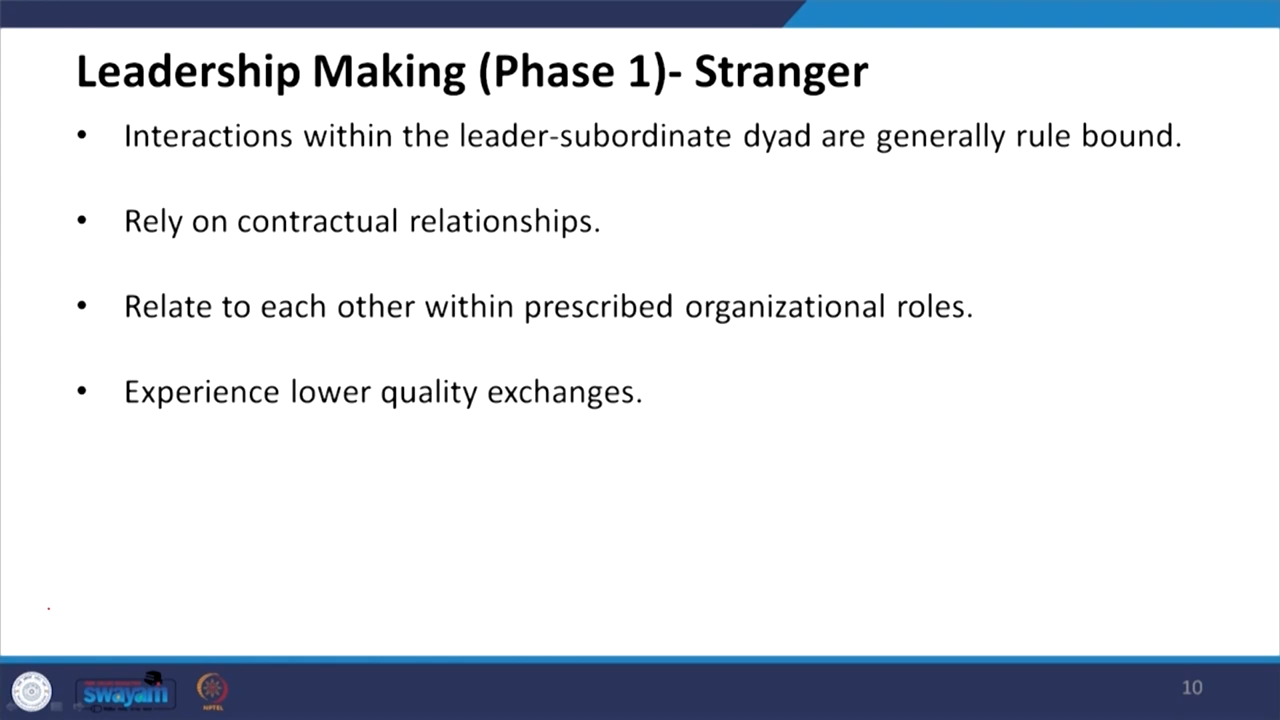 Leadership Making (Phase 1)- Stranger
• Interactions within the leader-subordinate dyad are generally rule bound.
• Rely on contractual relationships.
• Relate to each other within prescribed organizational roles.
• Experience lower quality exchanges.
swayam
NPTEL
10